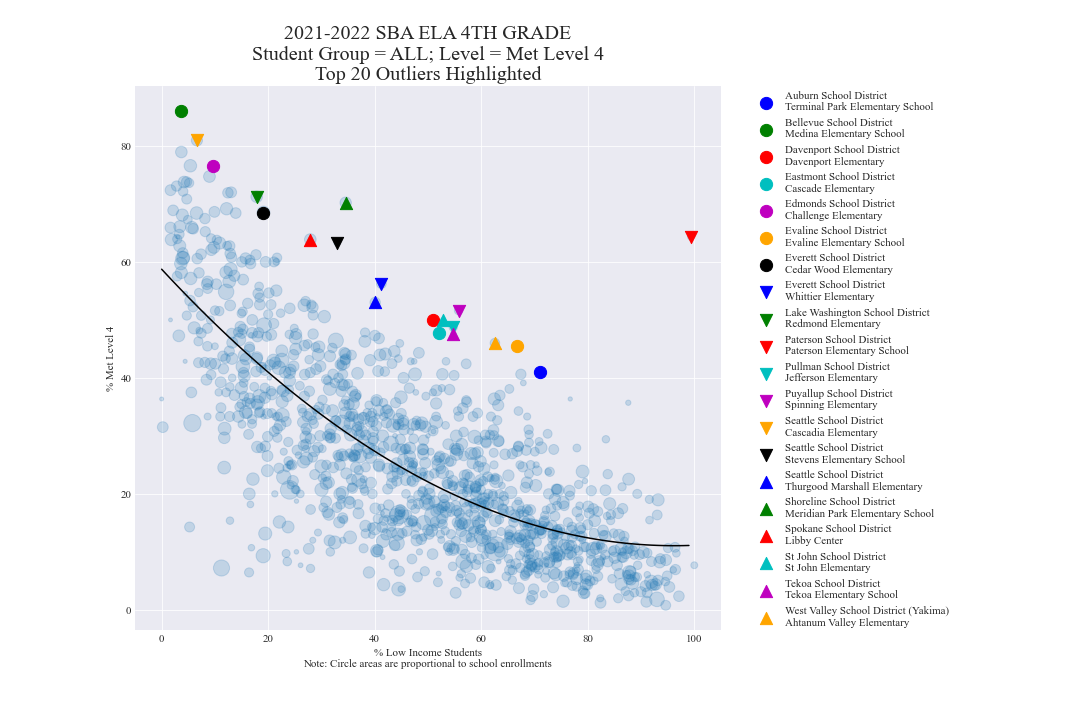 2021-2022 SBA ELA 4TH GRADE
Student Group = ALL; Level = Met Level 4
Top 20 Outliers Highlighted
% Met Level 4
80
60
40
20
0
0 20 40 60 80 100
% Low Income Students
Note: Circle areas are proportional to school enrollments
Auburn School District
Terminal Park Elementary School
Bellevue School District
Medina Elementary School
Davenport School District
Davenport Elementary
Eastmont School District
Cascade Elementary
Edmonds School District
Challenge Elementary
Evaline School District
Evaline Elementary School
Everett School District
Cedar Wood Elementary
Everett School District
Whittier Elementary
Lake Washington School District
Redmond Elementary
Paterson School District
Paterson Elementary School
Pullman School District
Jefferson Elementary
Puyallup School District
Spinning Elementary
Seattle School District
Cascadia Elementary
Seattle School District
Stevens Elementary School
Seattle School District
Thurgood Marshall Elementary
Shoreline School District
Meridian Park Elementary School
Spokane School District
Libby Center
St John School District
St John Elementary
Tekoa School District
Tekoa Elementary School
West Valley School District (Yakima)
Ahtanum Valley Elementary